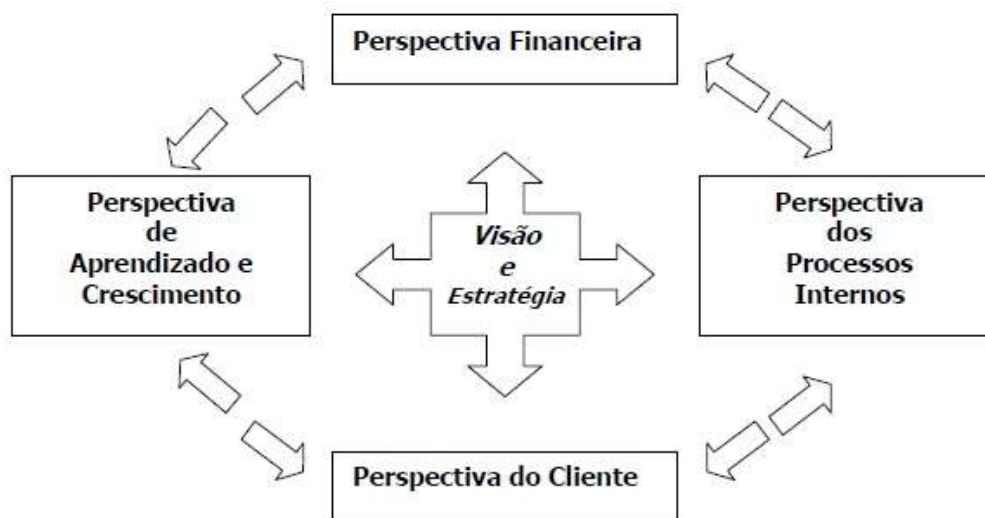 Perspectiva Financeira
Perspectiva
de
Aprendizado e
Crescimento
Visão
e
Estratégia
Perspectiva
dos
Processos
Internos
Perspectiva do Cliente